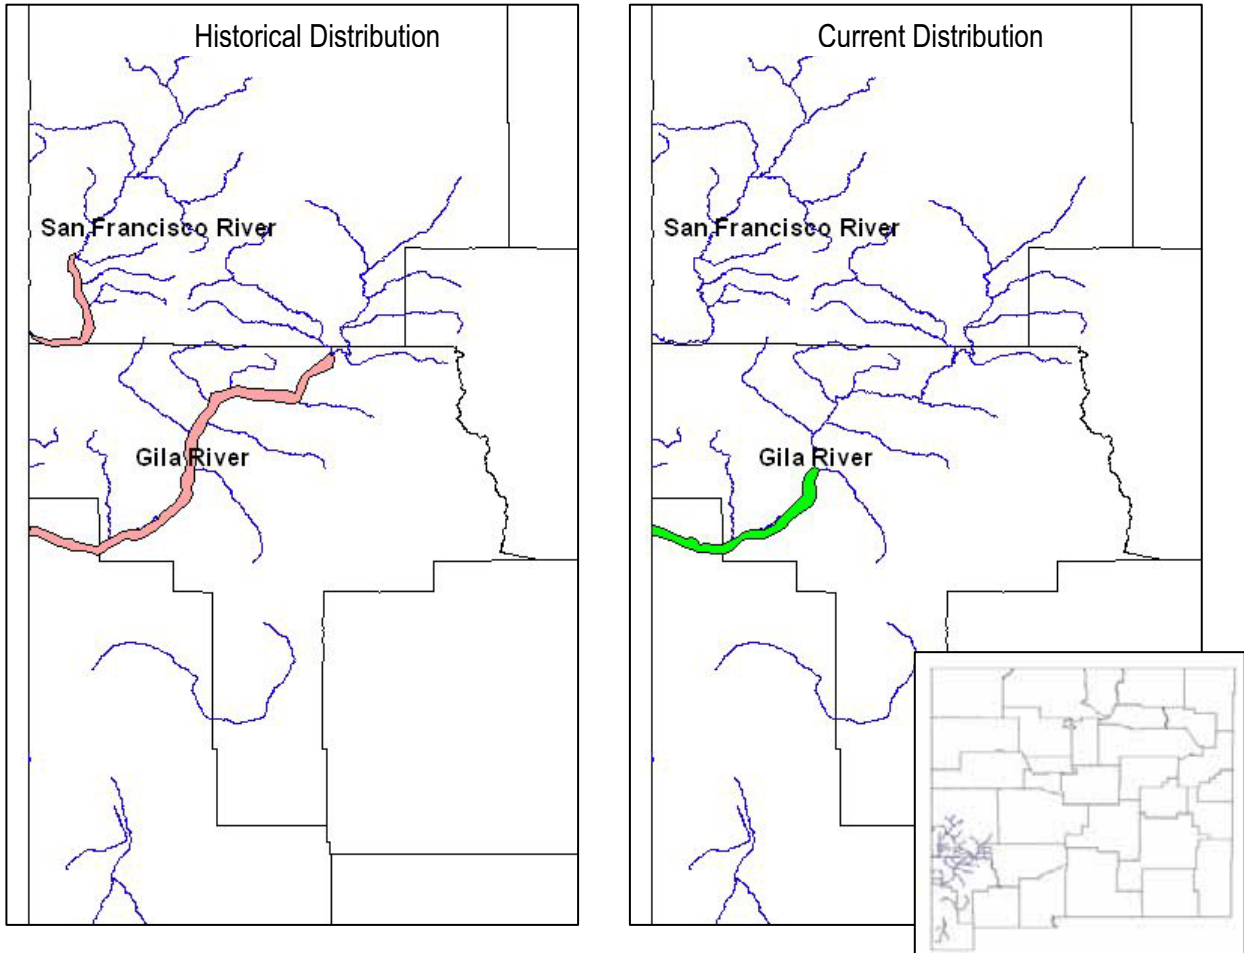 Historical Distribution
San Francisco River
Gila River
Current Distribution
San Francisco River
Gila River